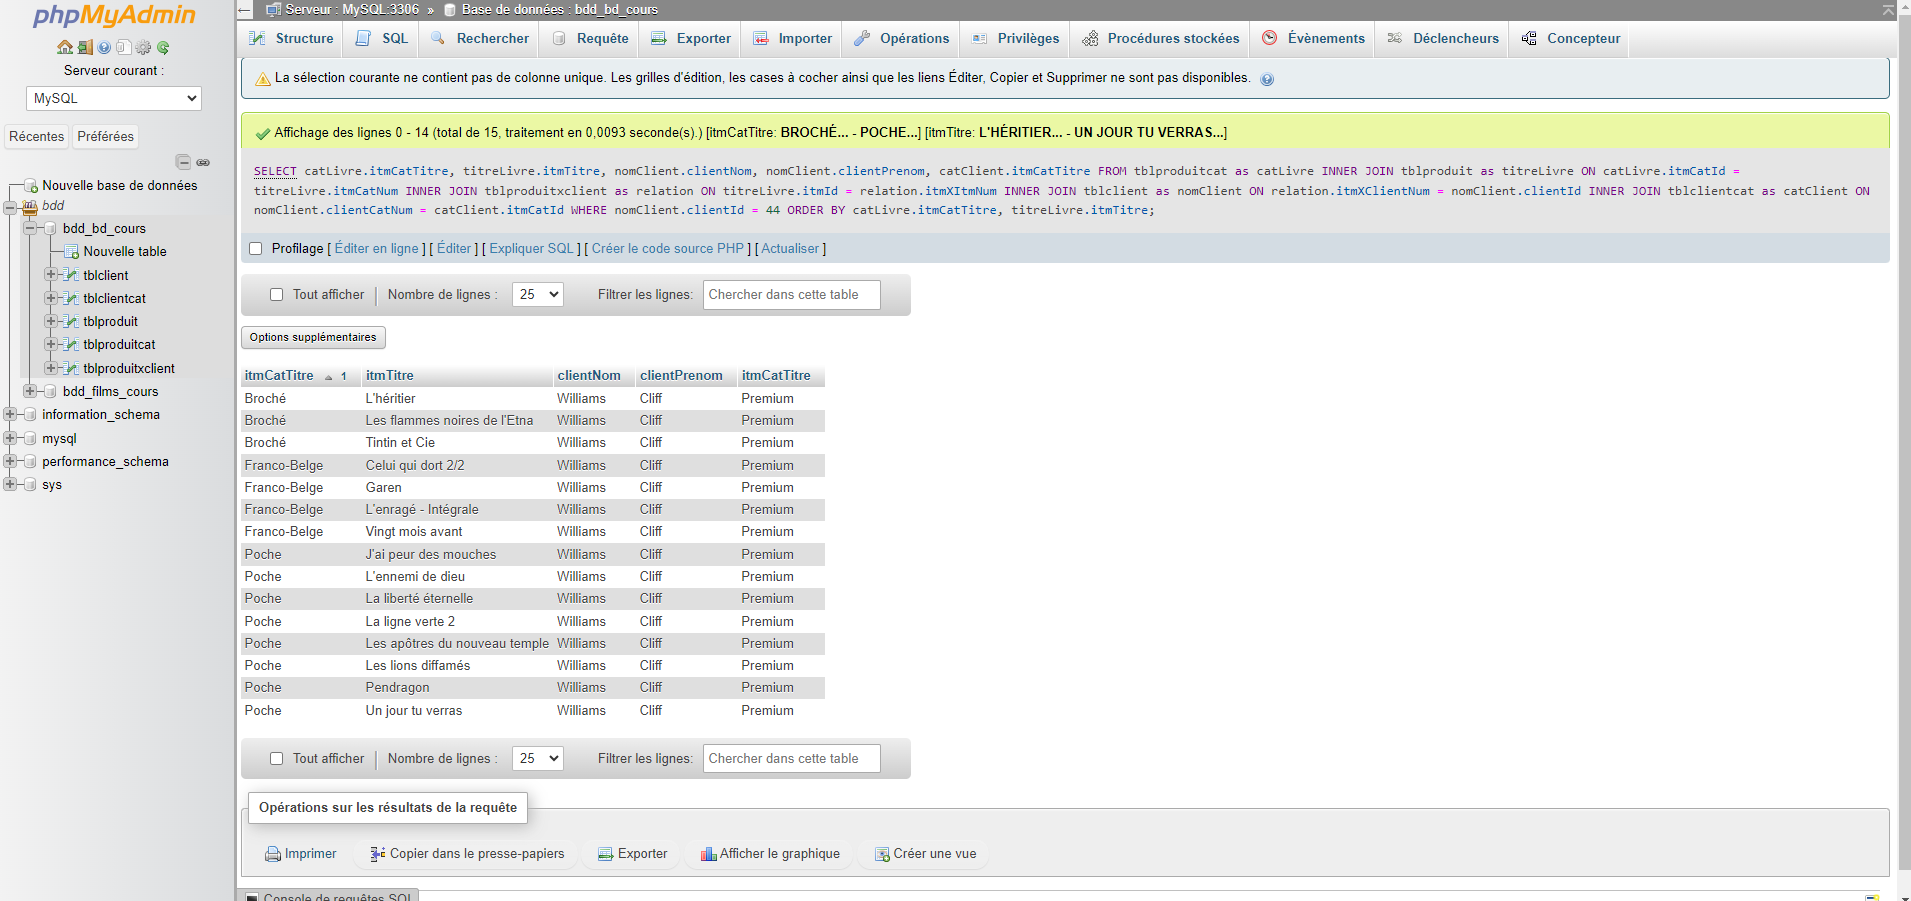 phpMyAdmin
Serveur courant :
MySQL
Récentes
Préférées
Nouvelle base de données
bdd
bdd_bd_cours
Nouvelle table
tblclient
tblclientcat
tblproduit
tblproduitcat
tblproduitxclient
bdd_films_cours
information_schema
mysql
performance_schema
sys
Serveur : MySQL:3306 » Base de données : bdd_bd_cours
Structure SQL Rechercher Requête Exporter Importer Opérations Privilèges Procédures stockées Évènements Déclencheurs Concepteur
La sélection courante ne contient pas de colonne unique. Les grilles d'édition, les cases à cocher ainsi que les liens Éditer, Copier et Supprimer ne sont pas disponibles.
Affichage des lignes 0 - 14 (total de 15, traitement en 0,0093 seconde(s).) [itmCatTitre: BROCHÉ... - POCHE...] [itmTitre: L'HÉRITIER... - UN JOUR TU VERRAS...]
SELECT catLivre.itmCatTitre, titreLivre.itmTitre, nomClient.clientNom, nomClient.clientPrenom, catClient.itmCatTitre FROM tblproduitcat as catLivre INNER JOIN tblproduit as titreLivre ON catLivre.itmCatId =
titreLivre.itmCatNum INNER JOIN tblproduitxclient as relation ON titreLivre.itmId = relation.itmXItmNum INNER JOIN tblclient as nomClient ON relation.itmXClientNum = nomClient.clientId INNER JOIN tblclientcat as catClient ON
nomClient.clientCatNum = catClient.itmCatId WHERE nomClient.clientId = 44 ORDER BY catLivre.itmCatTitre, titreLivre.itmTitre;
Profilage [ Éditer en ligne ] [ Éditer ] [ Expliquer SQL ] [ Créer le code source PHP ] [ Actualiser ]
Tout afficher Nombre de lignes : 25 Filtrer les lignes: Chercher dans cette table
Options supplémentaires
itmCatTitre 1 itmTitre clientNom clientPrenom itmCatTitre
Broché L'héritier Williams Cliff Premium
Broché Les flammes noires de l'Etna Williams Cliff Premium
Broché Tintin et Cie Williams Cliff Premium
Franco-Belge Celui qui dort 2/2 Williams Cliff Premium
Franco-Belge Garen Williams Cliff Premium
Franco-Belge L'enragé - Intégrale Williams Cliff Premium
Franco-Belge Vingt mois avant Williams Cliff Premium
Poche J'ai peur des mouches Williams Cliff Premium
Poche L'ennemi de dieu Williams Cliff Premium
Poche La liberté éternelle Williams Cliff Premium
Poche La ligne verte 2 Williams Cliff Premium
Poche Les apôtres du nouveau temple Williams Cliff Premium
Poche Les lions diffamés Williams Cliff Premium
Poche Pendragon Williams Cliff Premium
Poche Un jour tu verras Williams Cliff Premium
Tout afficher Nombre de lignes : 25 Filtrer les lignes: Chercher dans cette table
Opérations sur les résultats de la requête
Imprimer Copier dans le presse-papiers Exporter Afficher le graphique Créer une vue
Console de requêtes SQL